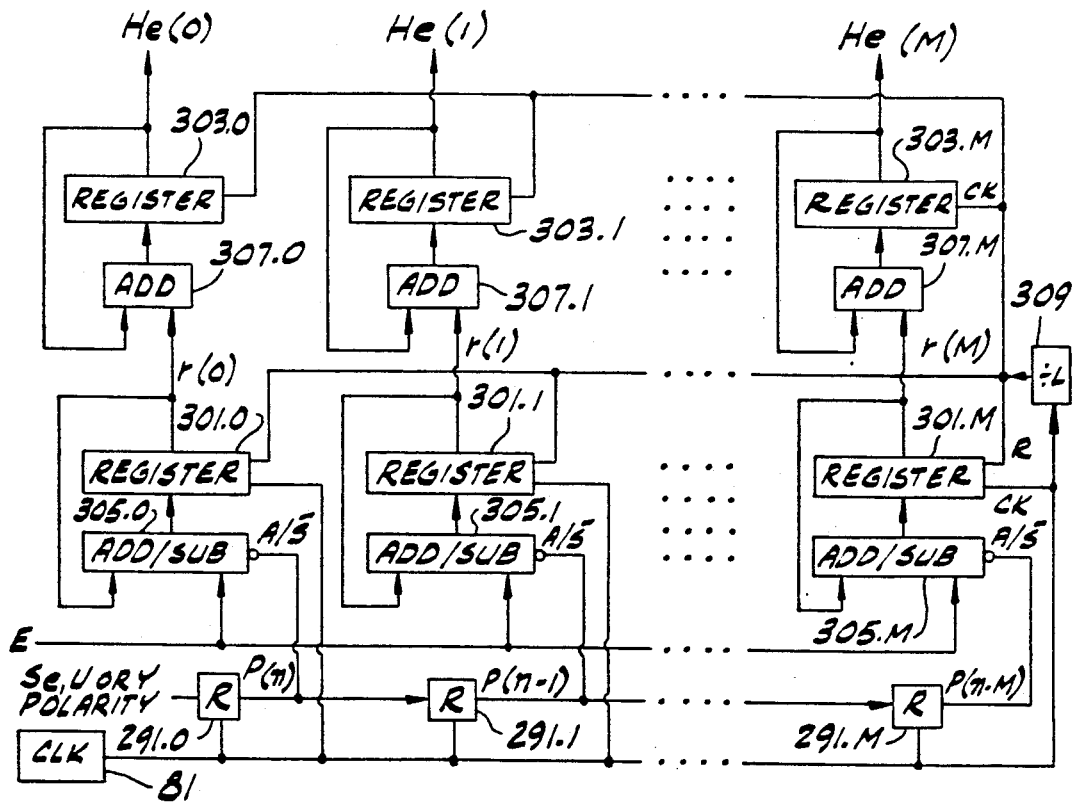 He(0) He(1) He(M)
303.0 303.M
REGISTER REGISTER REGISTER CK
303.1
307.0 307.M
ADD ADD ADD 309
307.1
r(0) r(1) r(M) ÷L
301.0 301.1 301.M
REGISTER REGISTER REGISTER R
CK
305.0 305.1
ADD/SUB A/S̄ ADD/SUB A/S̄ ADD/SUB A/S̄
305.M
E
Se,U OR Y P(n) P(n-1) P(n-M)
POLARITY R R R
291.0 291.1 291.M
CLK
81